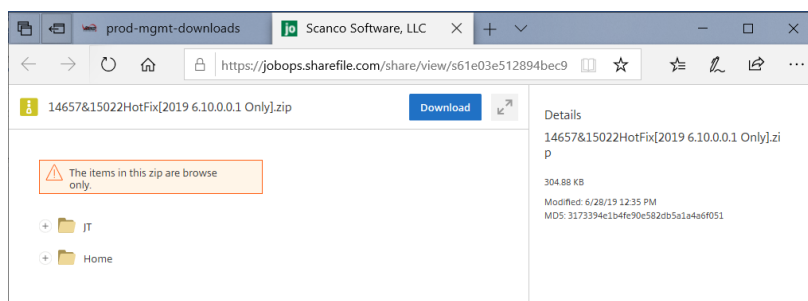 prod-mgmt-downloads
jo Scanco Software, LLC
https://jobops.sharefile.com/share/view/s61e03e512894bec9
14657&15022HotFix[2019 6.10.0.0.1 Only].zip
Download
The items in this zip are browse
only.
JT
Home
Details
14657&15022HotFix[2019 6.10.0.0.1 Only].zi
p
304.88 KB
Modified: 6/28/19 12:35 PM
MD5: 3173394e1b4fe90e582db5a1a4a6f051